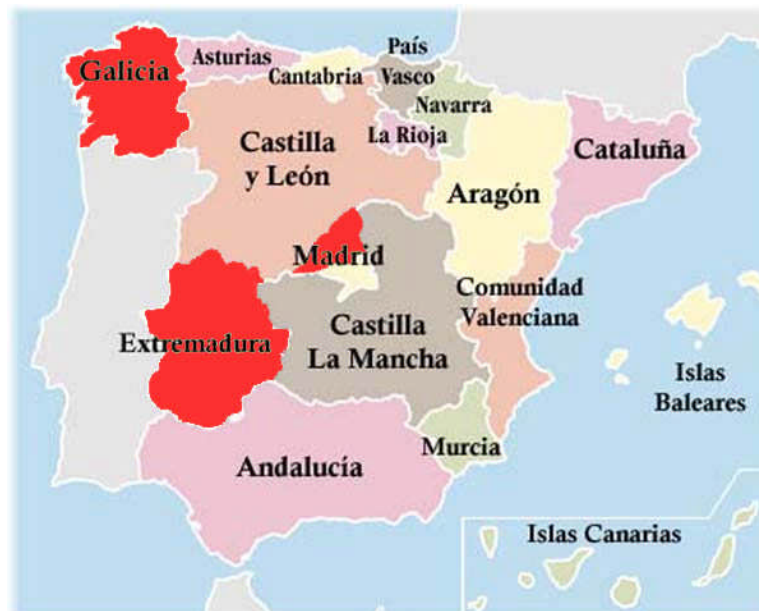 Galicia
Asturias
Cantabria
País
Vasco
Navarra
La Rioja
Castilla
y León
Aragón
Cataluña
Madrid
Extremadura
Castilla
La Mancha
Comunidad
Valenciana
Islas
Baleares
Murcia
Andalucía
Islas Canarias